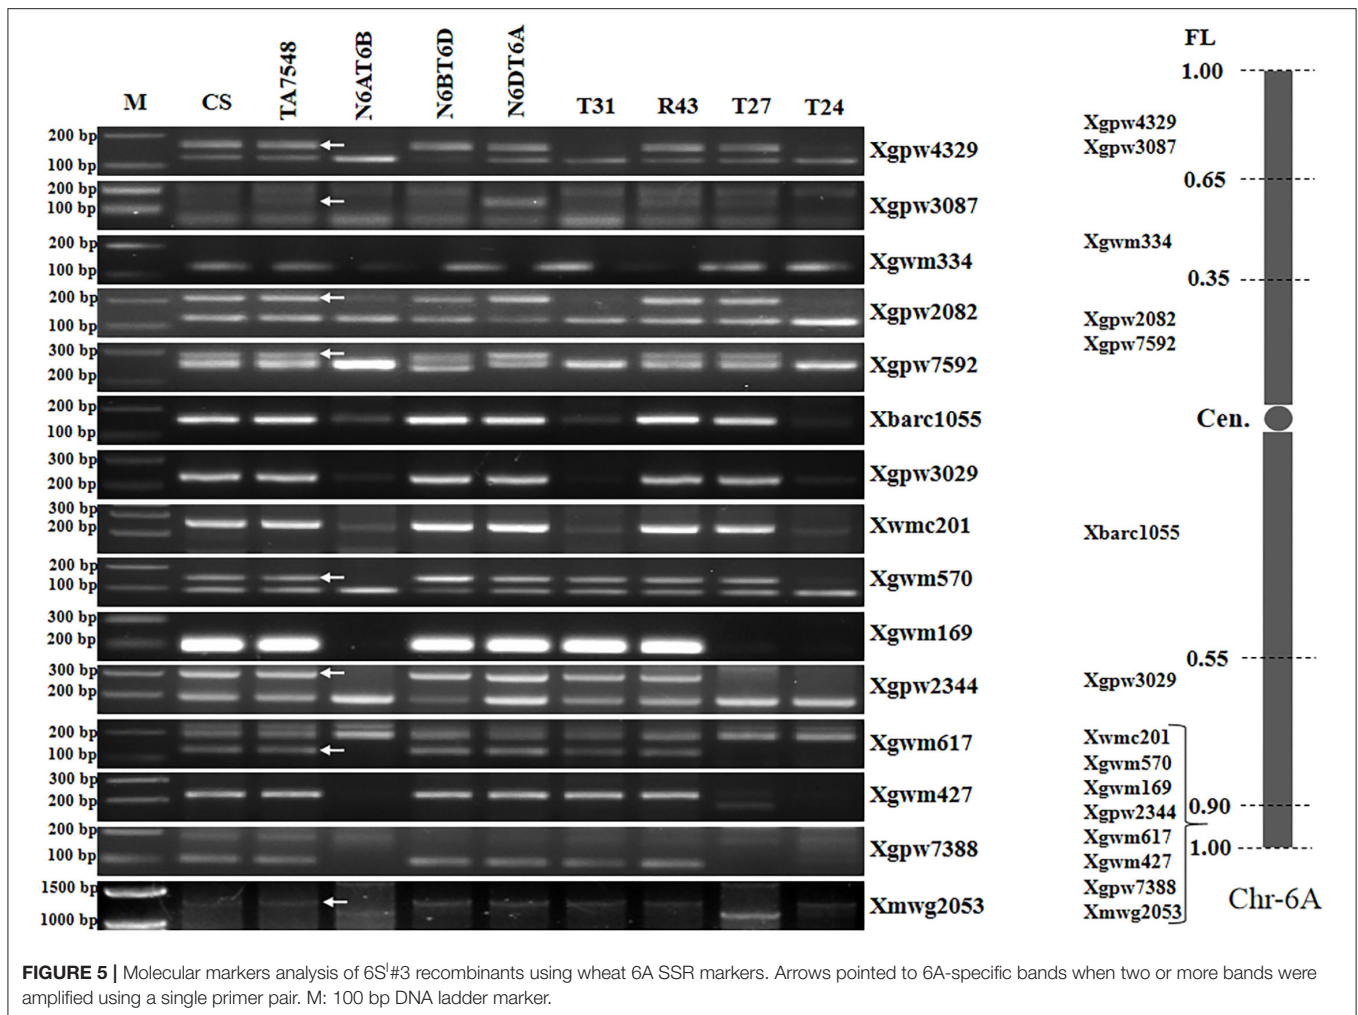 M CS TA7548 N6AT6B N6BT6D N6DT6A T31 R43 T27 T24
200 bp
100 bp
Xgpw4329
200 bp
100 bp
Xgpw3087
200 bp
100 bp
Xgwm334
200 bp
100 bp
Xgpw2082
300 bp
200 bp
Xgpw7592
200 bp
100 bp
Xbarc1055
300 bp
200 bp
Xgpw3029
300 bp
200 bp
Xwmc201
200 bp
100 bp
Xgwm570
300 bp
200 bp
Xgwm169
300 bp
200 bp
Xgpw2344
200 bp
100 bp
Xgwm617
300 bp
200 bp
Xgwm427
200 bp
100 bp
Xgpw7388
1500 bp
1000 bp
Xmwg2053
FL
1.00
Xgpw4329
Xgpw3087
0.65
Xgwm334
0.35
Xgpw2082
Xgpw7592
Cen.
Xbarc1055
0.55
Xgpw3029
Xwmc201
Xgwm570
Xgwm169
Xgpw2344
0.90
Xgwm617
1.00
Xgwm427
Xgpw7388
Xmwg2053
Chr-6A
FIGURE 5 | Molecular markers analysis of 6Sˡ#3 recombinants using wheat 6A SSR markers. Arrows pointed to 6A-specific bands when two or more bands were
amplified using a single primer pair. M: 100 bp DNA ladder marker.